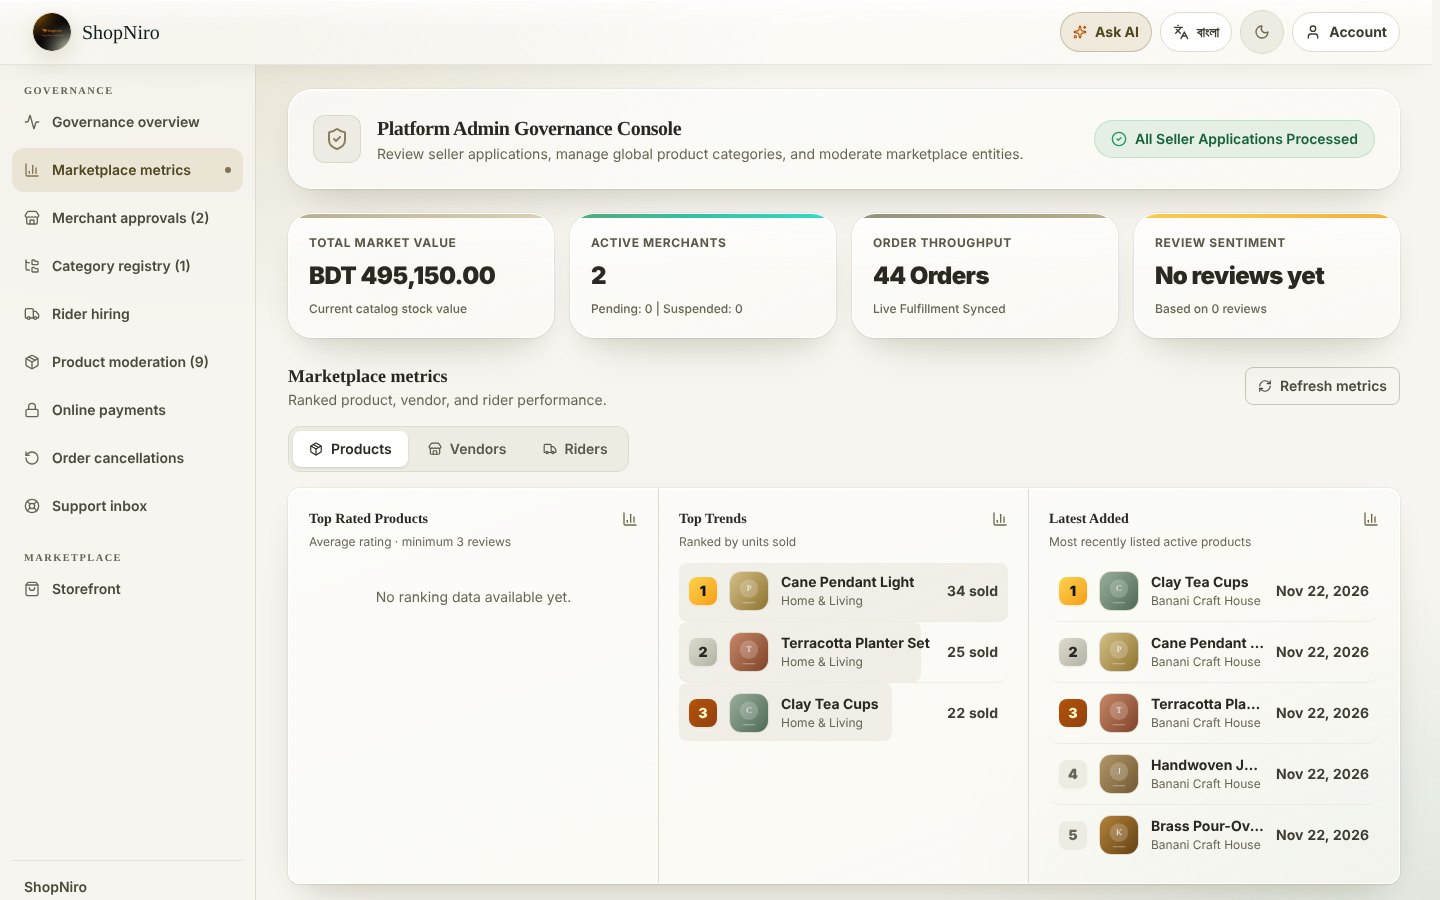 ShopNiro
Ask AI
বাংলা
Account
GOVERNANCE
Governance overview
Marketplace metrics
Merchant approvals (2)
Category registry (1)
Rider hiring
Product moderation (9)
Online payments
Order cancellations
Support inbox
MARKETPLACE
Storefront
ShopNiro
Platform Admin Governance Console
Review seller applications, manage global product categories, and moderate marketplace entities.
All Seller Applications Processed
TOTAL MARKET VALUE
BDT 495,150.00
Current catalog stock value
ACTIVE MERCHANTS
2
Pending: 0 | Suspended: 0
ORDER THROUGHPUT
44 Orders
Live Fulfillment Synced
REVIEW SENTIMENT
No reviews yet
Based on 0 reviews
Marketplace metrics
Ranked product, vendor, and rider performance.
Refresh metrics
Products
Vendors
Riders
Top Rated Products
Average rating · minimum 3 reviews
No ranking data available yet.
Top Trends
Ranked by units sold
1 P Cane Pendant Light 34 sold
Home & Living
2 T Terracotta Planter Set 25 sold
Home & Living
3 C Clay Tea Cups 22 sold
Home & Living
Latest Added
Most recently listed active products
1 C Clay Tea Cups Nov 22, 2026
Banani Craft House
2 P Cane Pendant ... Nov 22, 2026
Banani Craft House
3 T Terracotta Pla... Nov 22, 2026
Banani Craft House
4 J Handwoven J... Nov 22, 2026
Banani Craft House
5 K Brass Pour-Ov... Nov 22, 2026
Banani Craft House